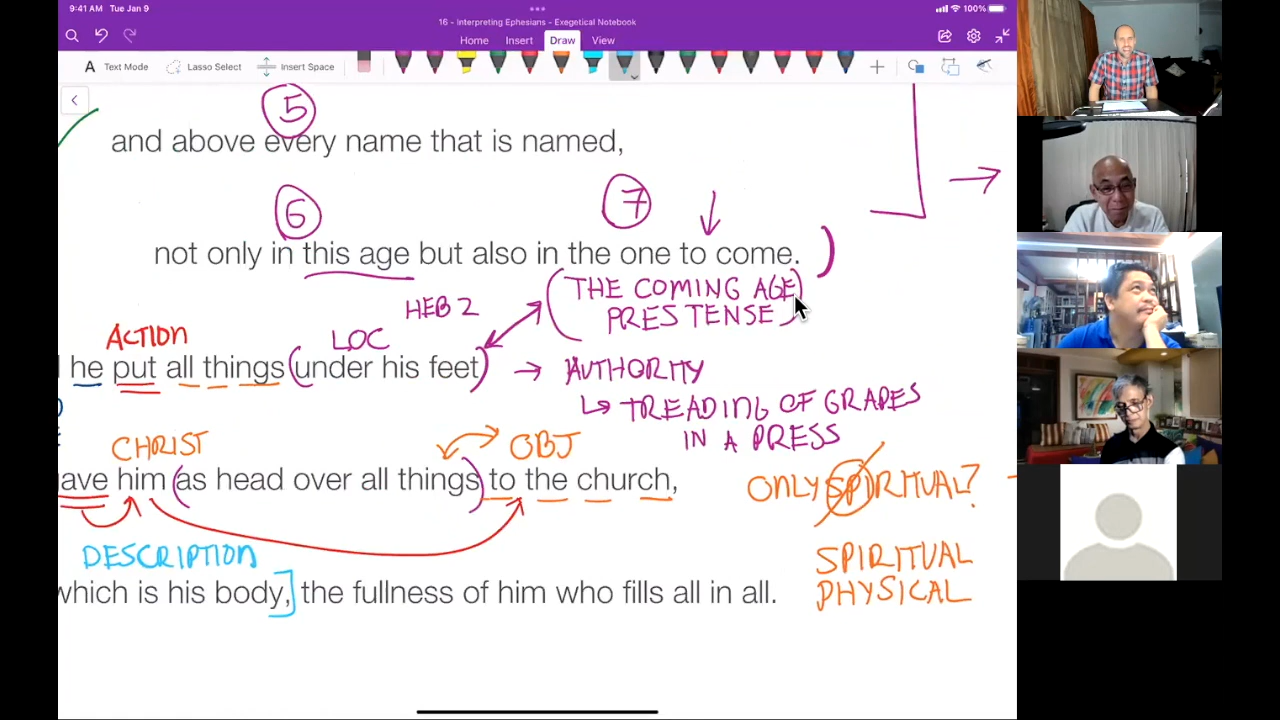 9:41 AM Tue Jan 9
100%
16 - Interpreting Ephesians - Exegetical Notebook
Home Insert Draw View
A Text Mode Lasso Select Insert Space
5
and above every name that is named,
6 7
not only in this age but also in the one to come.
(THE COMING AGE)
PRES TENSE
HEB 2
ACTION LOC
he put all things (under his feet) → AUTHORITY
↳ TREADING OF GRAPES
IN A PRESS
CHRIST OBJ
gave him (as head over all things) to the church,
ONLY SPIRITUAL?
DESCRIPTION
SPIRITUAL
which is his body,] the fullness of him who fills all in all.
PHYSICAL